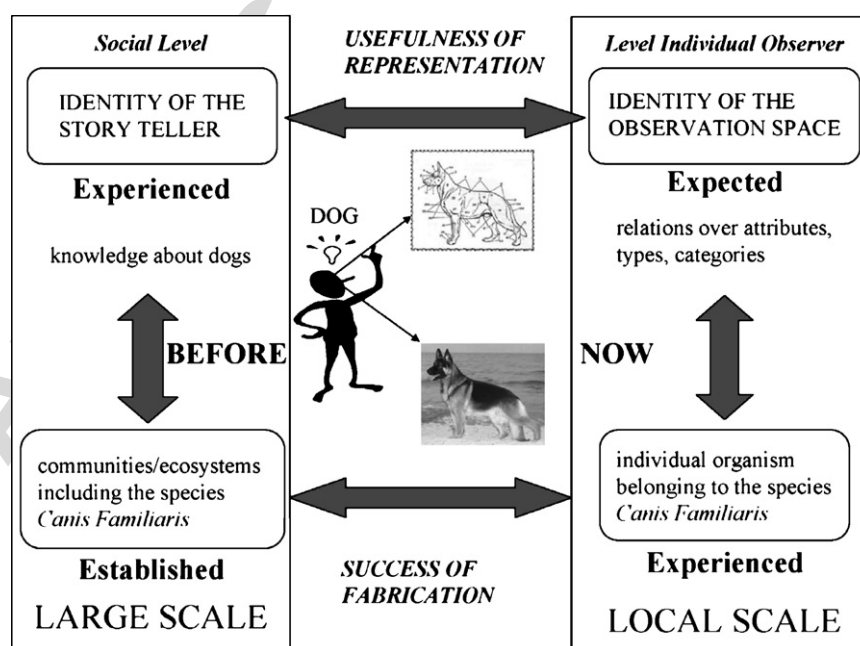 Social Level
IDENTITY OF THE
STORY TELLER
Experienced
knowledge about dogs
BEFORE
communities/ecosystems
including the species
Canis Familiaris
Established
LARGE SCALE
USEFULNESS OF
REPRESENTATION
DOG
SUCCESS OF
FABRICATION
Level Individual Observer
IDENTITY OF THE
OBSERVATION SPACE
Expected
relations over attributes,
types, categories
NOW
individual organism
belonging to the species
Canis Familiaris
Experienced
LOCAL SCALE